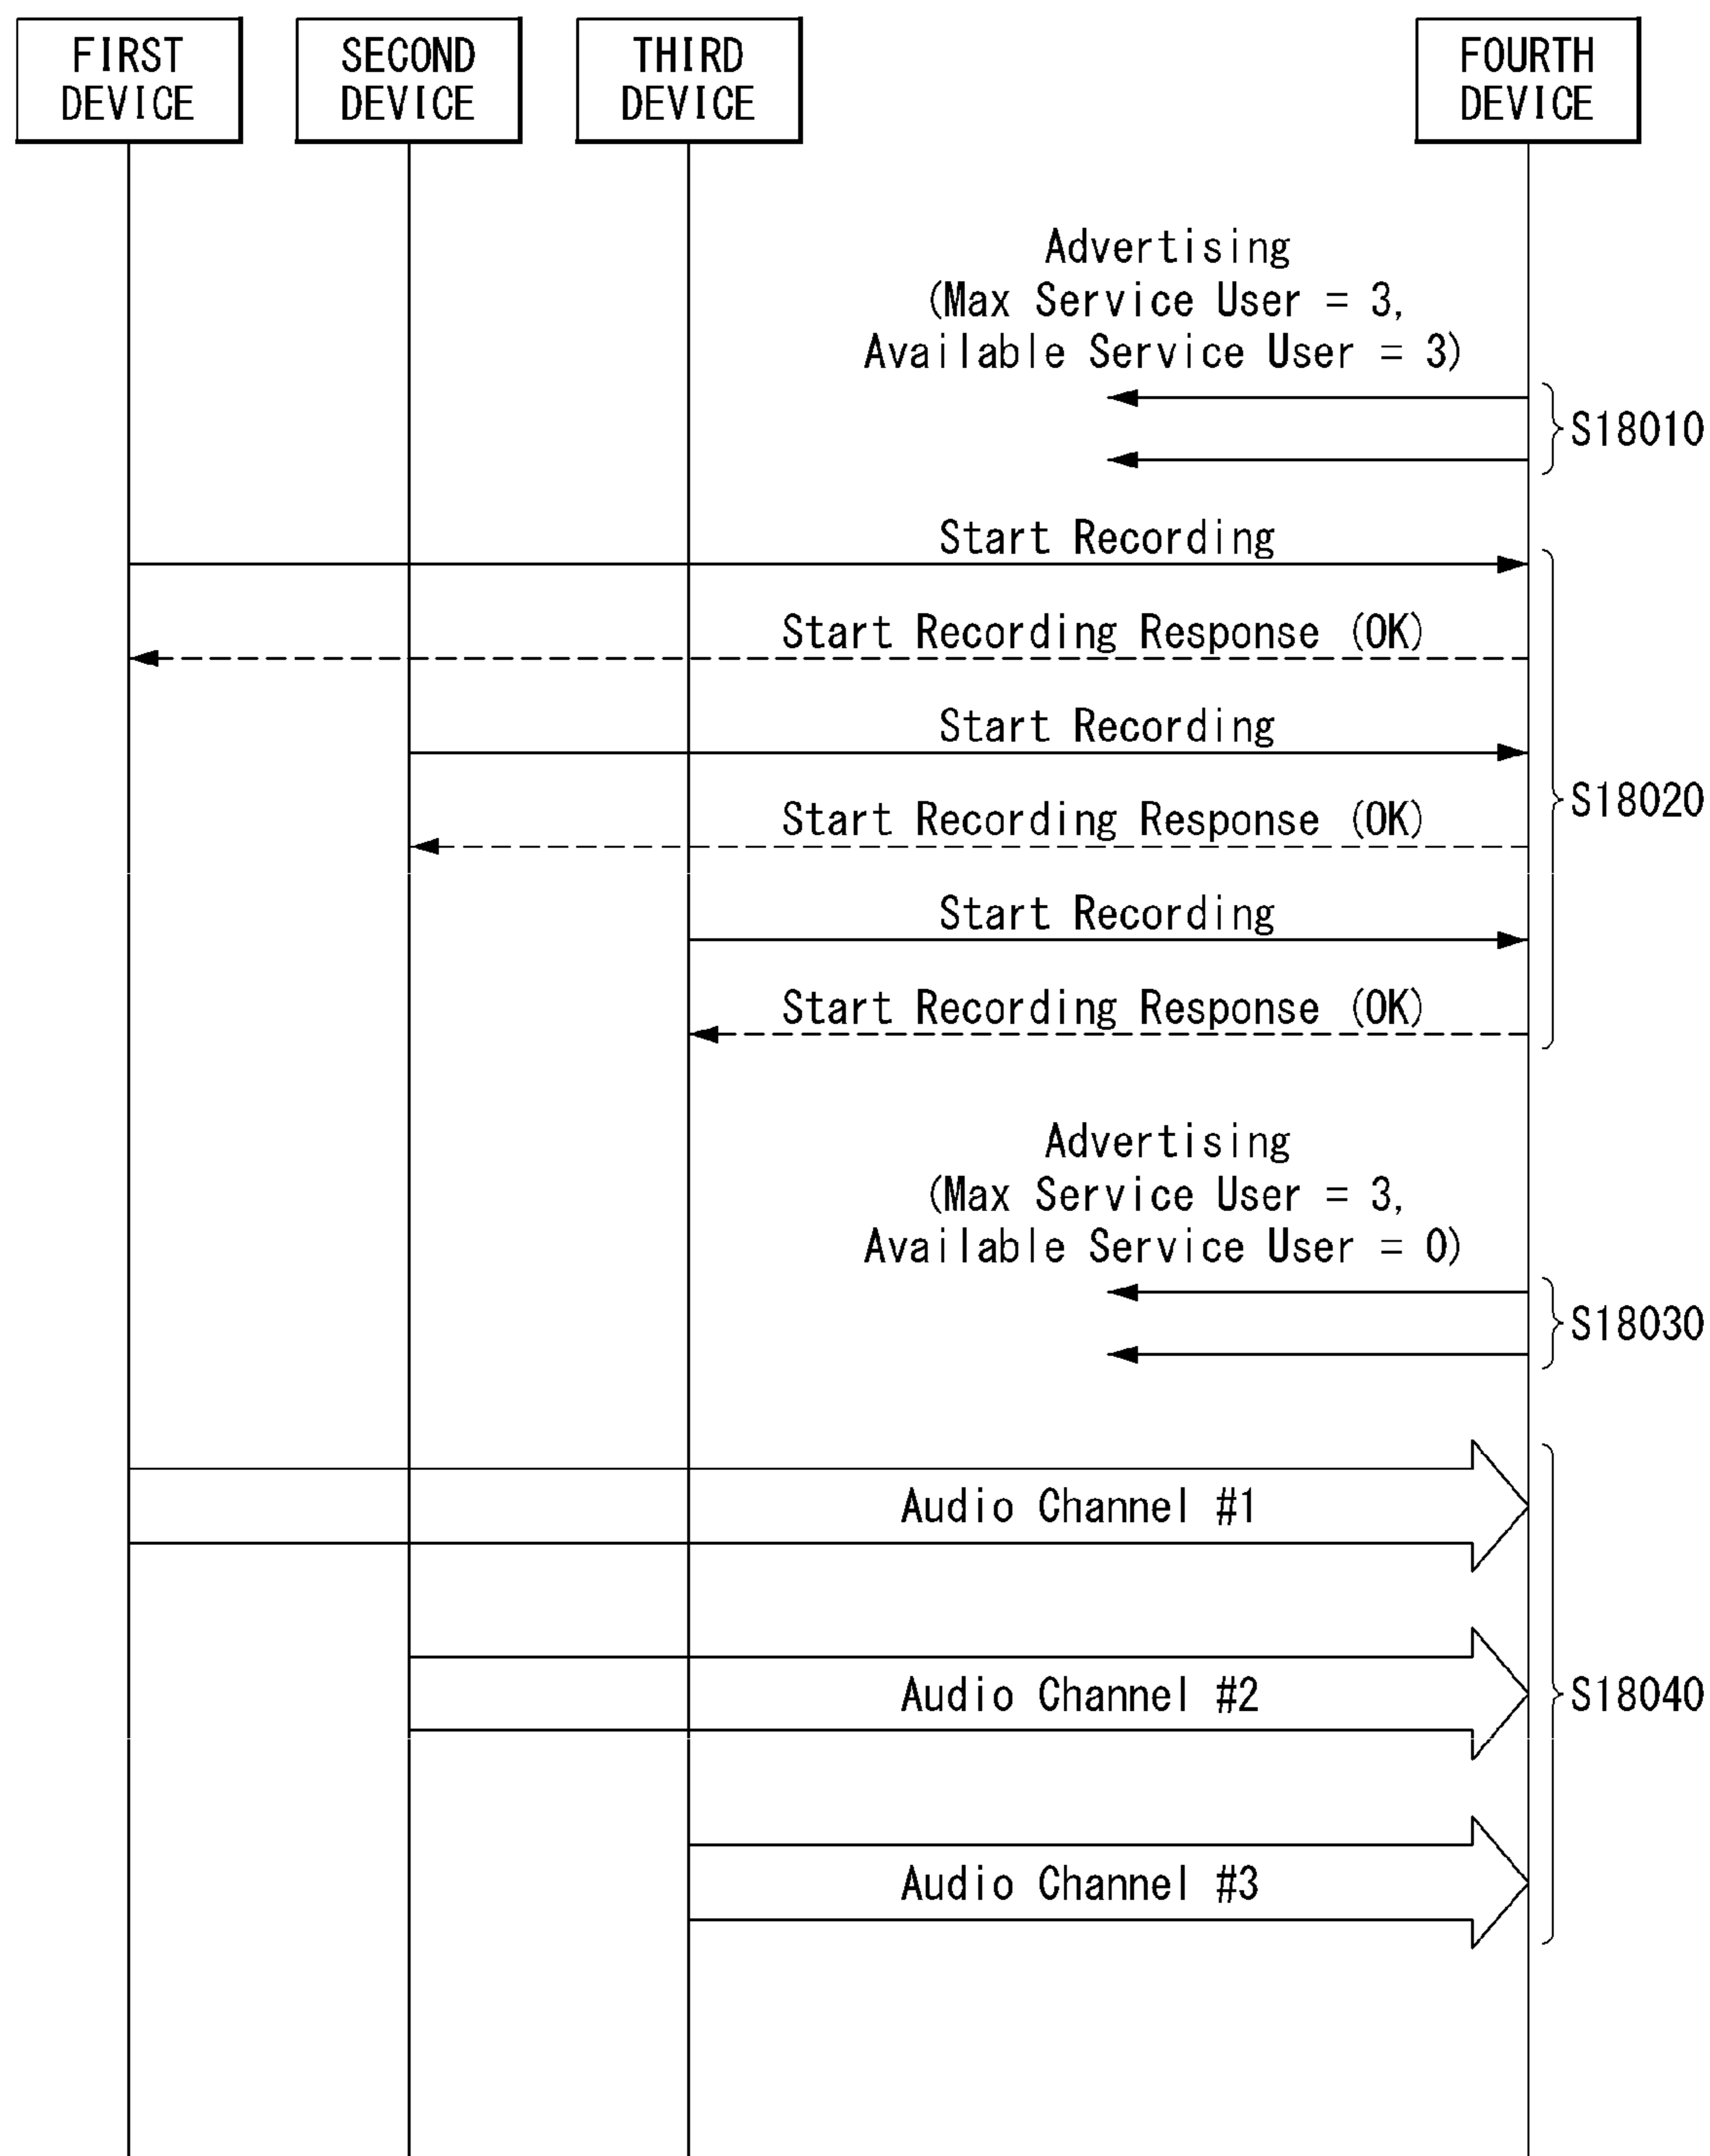 FIRST
DEVICE
SECOND
DEVICE
THIRD
DEVICE
FOURTH
DEVICE
Advertising
(Max Service User = 3,
Available Service User = 3)
S18010
Start Recording
Start Recording Response (OK)
Start Recording
S18020
Start Recording Response (OK)
Start Recording
Start Recording Response (OK)
Advertising
(Max Service User = 3,
Available Service User = 0)
S18030
Audio Channel #1
Audio Channel #2
S18040
Audio Channel #3